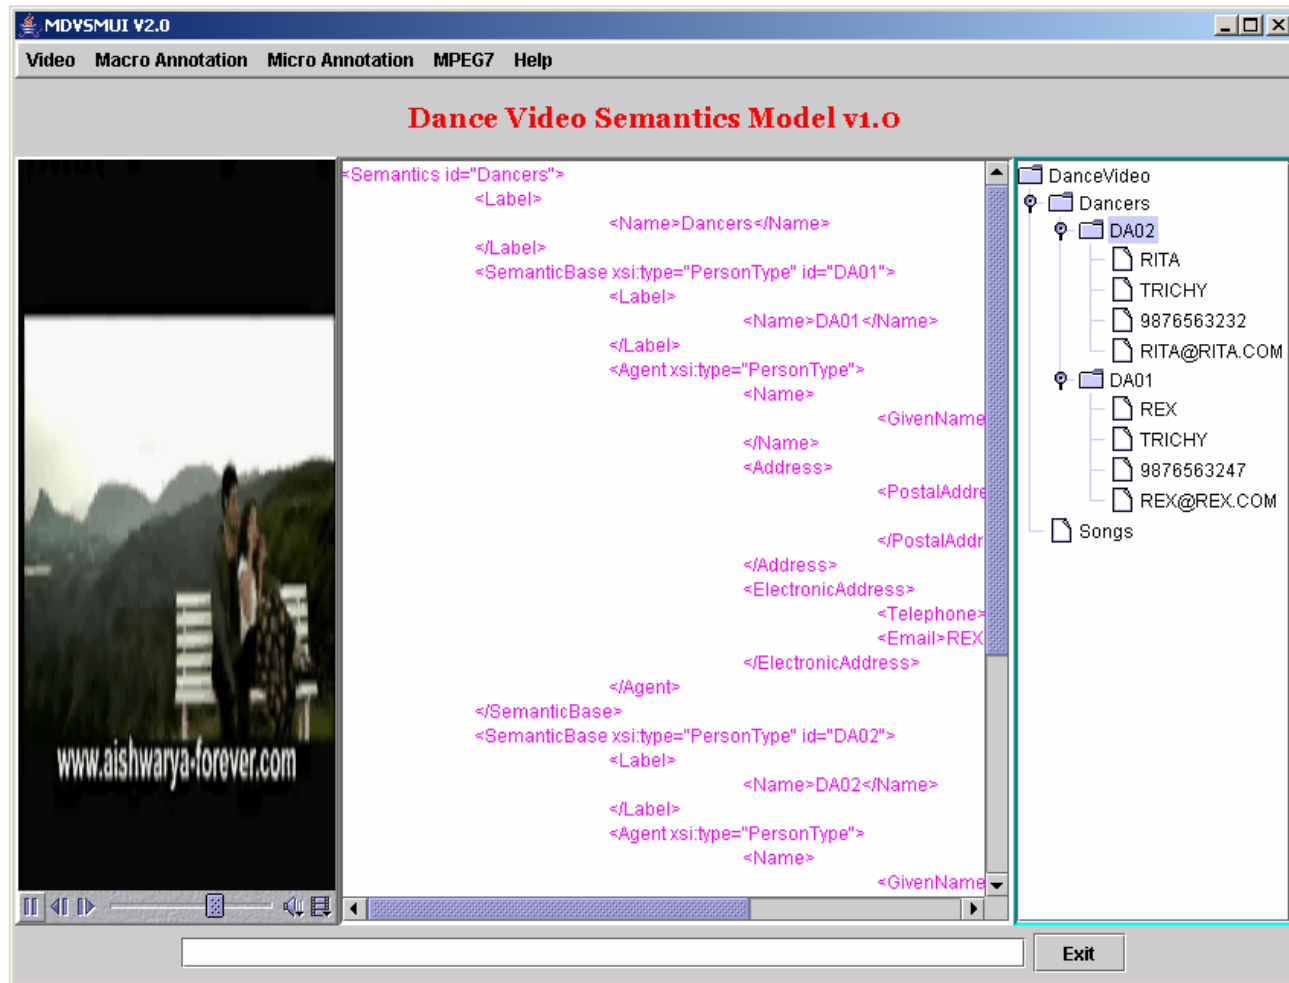 MDVSMUI V2.0
Video Macro Annotation Micro Annotation MPEG7 Help
Dance Video Semantics Model v1.0
www.aishwarya-forever.com
<Semantics id="Dancers">
<Label>
<Name>Dancers</Name>
</Label>
<SemanticBase xsi:type="PersonType" id="DA01">
<Label>
<Name>DA01</Name>
</Label>
<Agent xsi:type="PersonType">
<Name>
<GivenName
</Name>
<Address>
<PostalAddre
</PostalAddr
</Address>
<ElectronicAddress>
<Telephone>
<Email>REX
</ElectronicAddress>
</Agent>
</SemanticBase>
<SemanticBase xsi:type="PersonType" id="DA02">
<Label>
<Name>DA02</Name>
</Label>
<Agent xsi:type="PersonType">
<Name>
<GivenName
DanceVideo
Dancers
DA02
RITA
TRICHY
9876563232
RITA@RITA.COM
DA01
REX
TRICHY
9876563247
REX@REX.COM
Songs
Exit